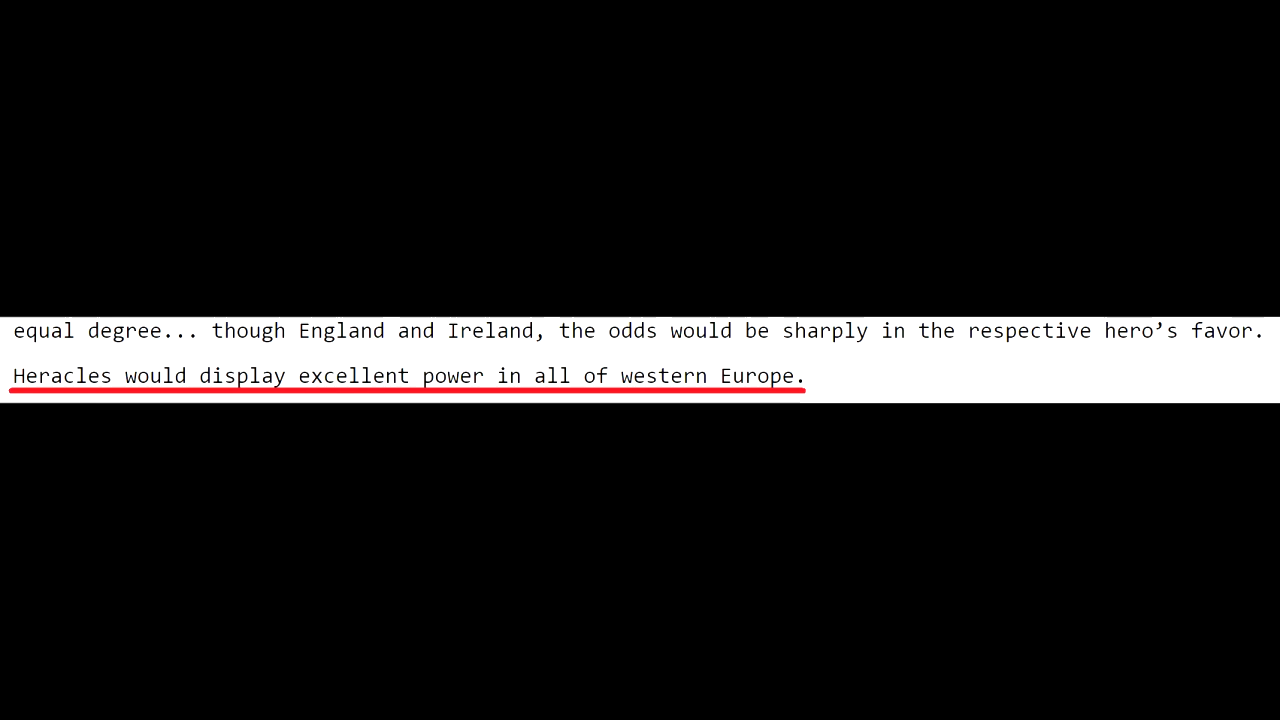 equal degree... though England and Ireland, the odds would be sharply in the respective hero’s favor.
Heracles would display excellent power in all of western Europe.